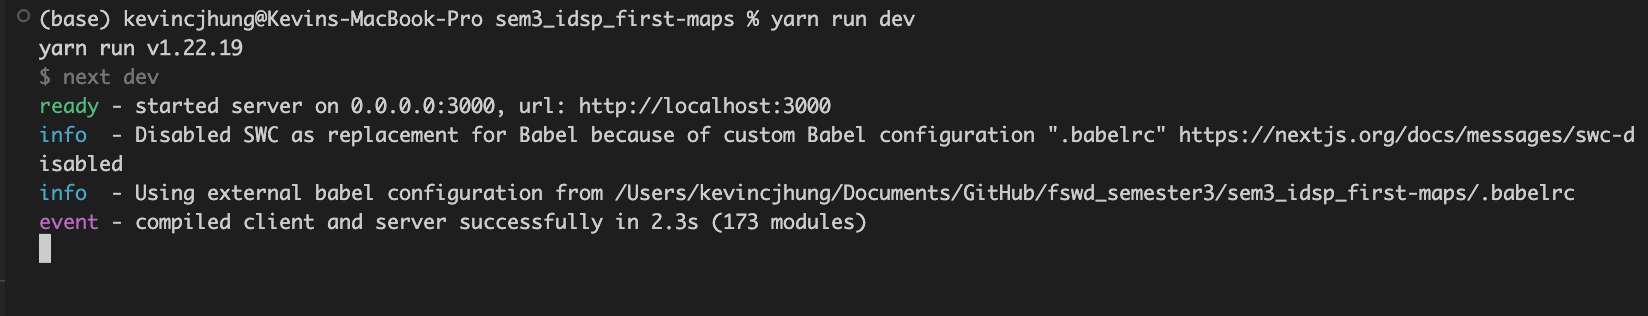 (base) kevincjhung@Kevins-MacBook-Pro sem3_idsp_first-maps % yarn run dev
yarn run v1.22.19
$ next dev
ready - started server on 0.0.0.0:3000, url: http://localhost:3000
info  - Disabled SWC as replacement for Babel because of custom Babel configuration ".babelrc" https://nextjs.org/docs/messages/swc-d
isabled
info  - Using external babel configuration from /Users/kevincjhung/Documents/GitHub/fswd_semester3/sem3_idsp_first-maps/.babelrc
event - compiled client and server successfully in 2.3s (173 modules)